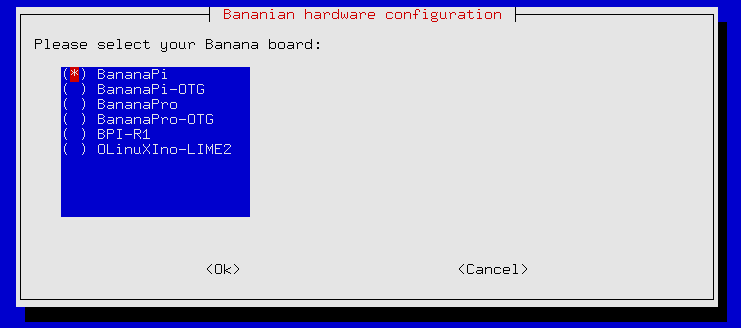 Bananian hardware configuration
Please select your Banana board:
(*) BananaPi
( ) BananaPi-OTG
( ) BananaPro
( ) BananaPro-OTG
( ) BPI-R1
( ) OLinuXIno-LIME2
<Ok> <Cancel>